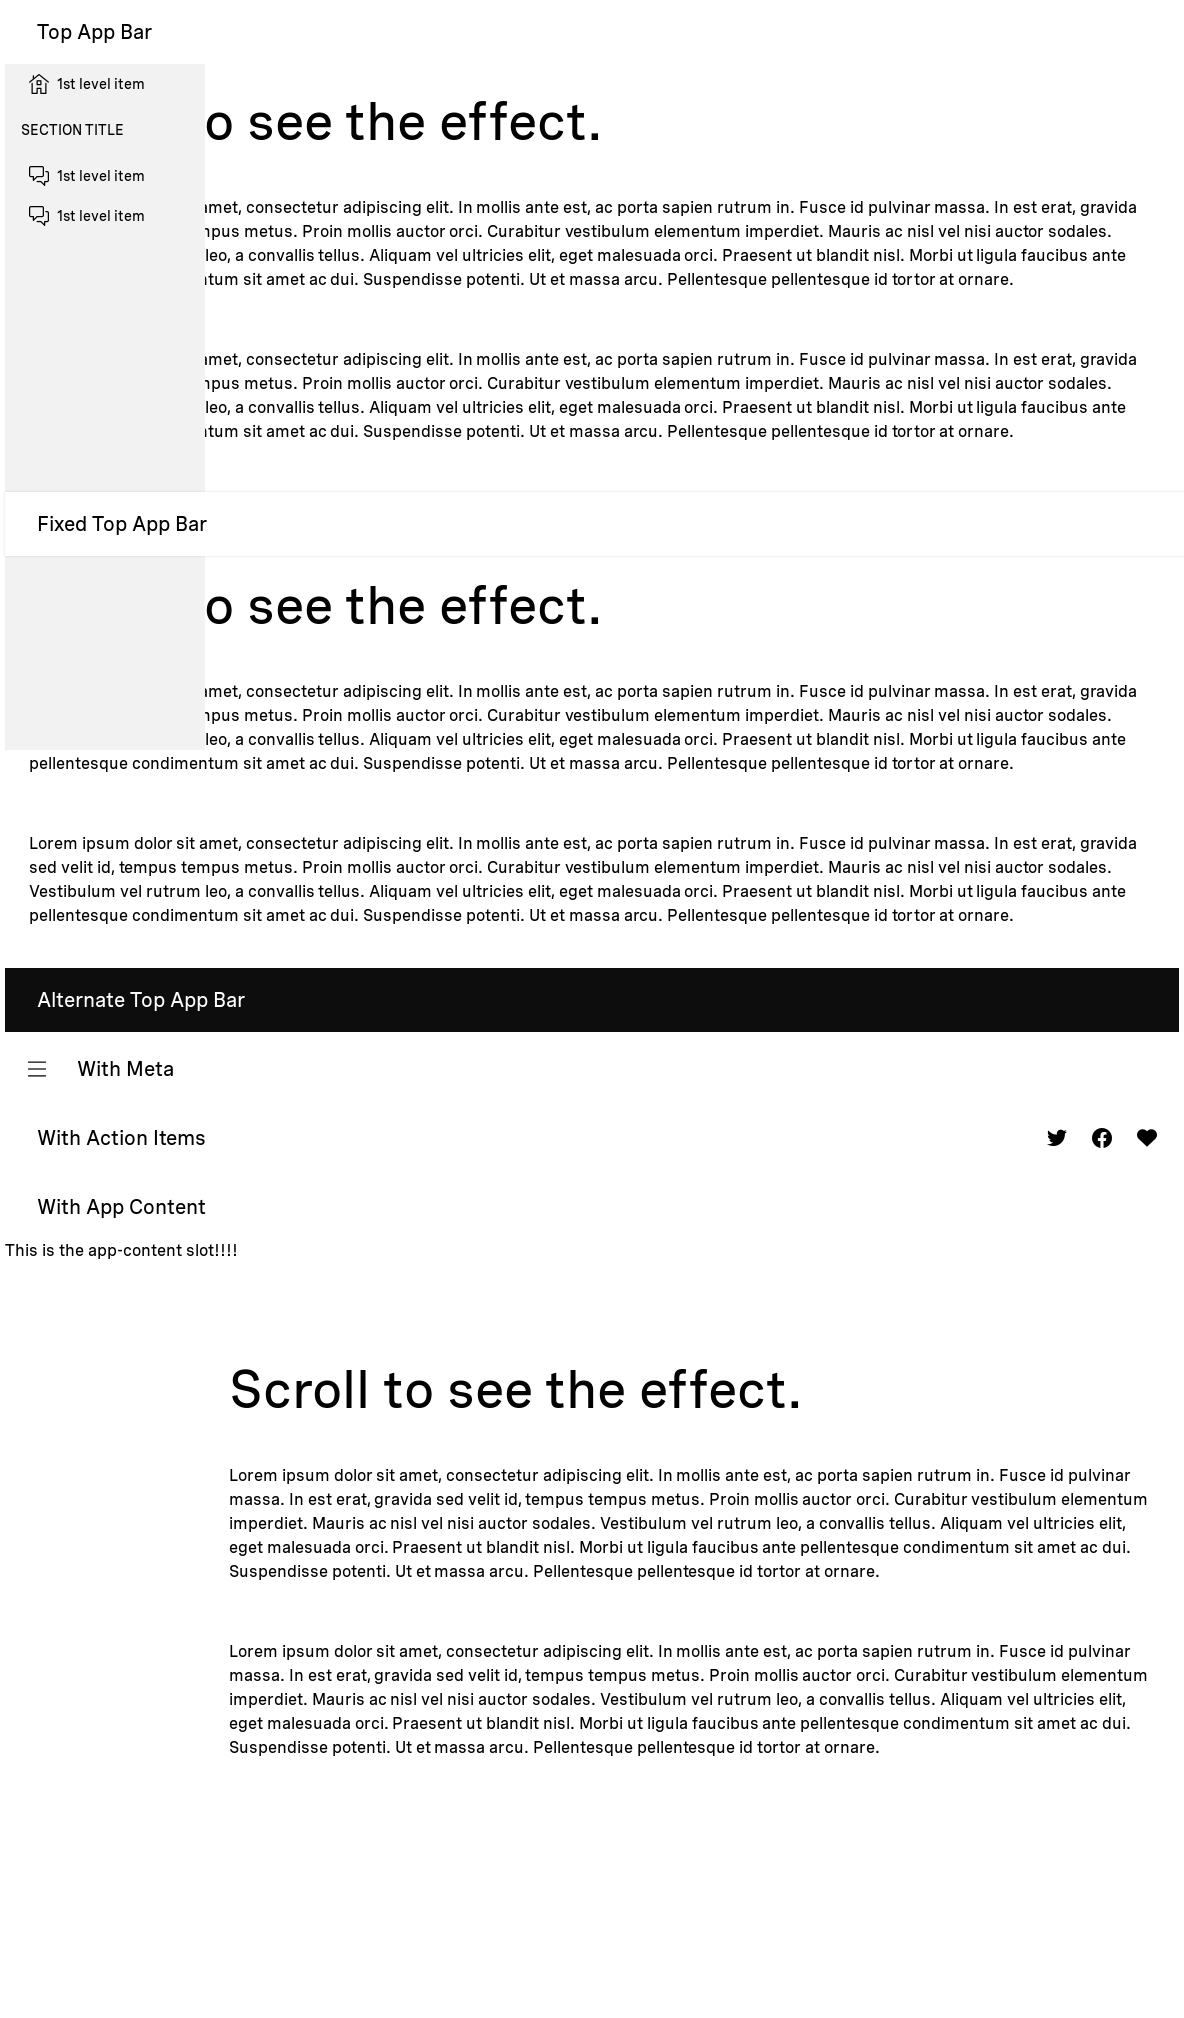 Top App Bar
1st level item
o see the effect.
SECTION TITLE
1st level item
1st level item
amet, consectetur adipiscing elit. In mollis ante est, ac porta sapien rutrum in. Fusce id pulvinar massa. In est erat, gravida
metus. Proin mollis auctor orci. Curabitur vestibulum elementum imperdiet. Mauris ac nisl vel nisi auctor sodales.
leo, a convallis tellus. Aliquam vel ultricies elit, eget malesuada orci. Praesent ut blandit nisl. Morbi ut ligula faucibus ante
sit amet ac dui. Suspendisse potenti. Ut et massa arcu. Pellentesque pellentesque id tortor at ornare.
amet, consectetur adipiscing elit. In mollis ante est, ac porta sapien rutrum in. Fusce id pulvinar massa. In est erat, gravida
metus. Proin mollis auctor orci. Curabitur vestibulum elementum imperdiet. Mauris ac nisl vel nisi auctor sodales.
leo, a convallis tellus. Aliquam vel ultricies elit, eget malesuada orci. Praesent ut blandit nisl. Morbi ut ligula faucibus ante
sit amet ac dui. Suspendisse potenti. Ut et massa arcu. Pellentesque pellentesque id tortor at ornare.
Fixed Top App Bar
o see the effect.
amet, consectetur adipiscing elit. In mollis ante est, ac porta sapien rutrum in. Fusce id pulvinar massa. In est erat, gravida
metus. Proin mollis auctor orci. Curabitur vestibulum elementum imperdiet. Mauris ac nisl vel nisi auctor sodales.
leo, a convallis tellus. Aliquam vel ultricies elit, eget malesuada orci. Praesent ut blandit nisl. Morbi ut ligula faucibus ante
pellentesque condimentum sit amet ac dui. Suspendisse potenti. Ut et massa arcu. Pellentesque pellentesque id tortor at ornare.
Lorem ipsum dolor sit amet, consectetur adipiscing elit. In mollis ante est, ac porta sapien rutrum in. Fusce id pulvinar massa. In est erat, gravida
sed velit id, tempus tempus metus. Proin mollis auctor orci. Curabitur vestibulum elementum imperdiet. Mauris ac nisl vel nisi auctor sodales.
Vestibulum vel rutrum leo, a convallis tellus. Aliquam vel ultricies elit, eget malesuada orci. Praesent ut blandit nisl. Morbi ut ligula faucibus ante
pellentesque condimentum sit amet ac dui. Suspendisse potenti. Ut et massa arcu. Pellentesque pellentesque id tortor at ornare.
Alternate Top App Bar
With Meta
With Action Items
With App Content
This is the app-content slot!!!!
Scroll to see the effect.
Lorem ipsum dolor sit amet, consectetur adipiscing elit. In mollis ante est, ac porta sapien rutrum in. Fusce id pulvinar
massa. In est erat, gravida sed velit id, tempus tempus metus. Proin mollis auctor orci. Curabitur vestibulum elementum
imperdiet. Mauris ac nisl vel nisi auctor sodales. Vestibulum vel rutrum leo, a convallis tellus. Aliquam vel ultricies elit,
eget malesuada orci. Praesent ut blandit nisl. Morbi ut ligula faucibus ante pellentesque condimentum sit amet ac dui.
Suspendisse potenti. Ut et massa arcu. Pellentesque pellentesque id tortor at ornare.
Lorem ipsum dolor sit amet, consectetur adipiscing elit. In mollis ante est, ac porta sapien rutrum in. Fusce id pulvinar
massa. In est erat, gravida sed velit id, tempus tempus metus. Proin mollis auctor orci. Curabitur vestibulum elementum
imperdiet. Mauris ac nisl vel nisi auctor sodales. Vestibulum vel rutrum leo, a convallis tellus. Aliquam vel ultricies elit,
eget malesuada orci. Praesent ut blandit nisl. Morbi ut ligula faucibus ante pellentesque condimentum sit amet ac dui.
Suspendisse potenti. Ut et massa arcu. Pellentesque pellentesque id tortor at ornare.